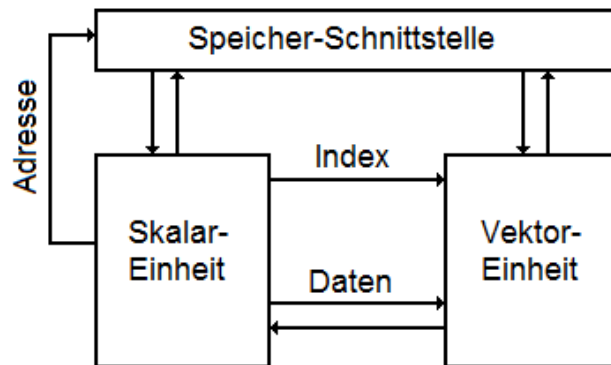 Speicher-Schnittstelle
Adresse
Index
Skalar-
Einheit
Vektor-
Einheit
Daten